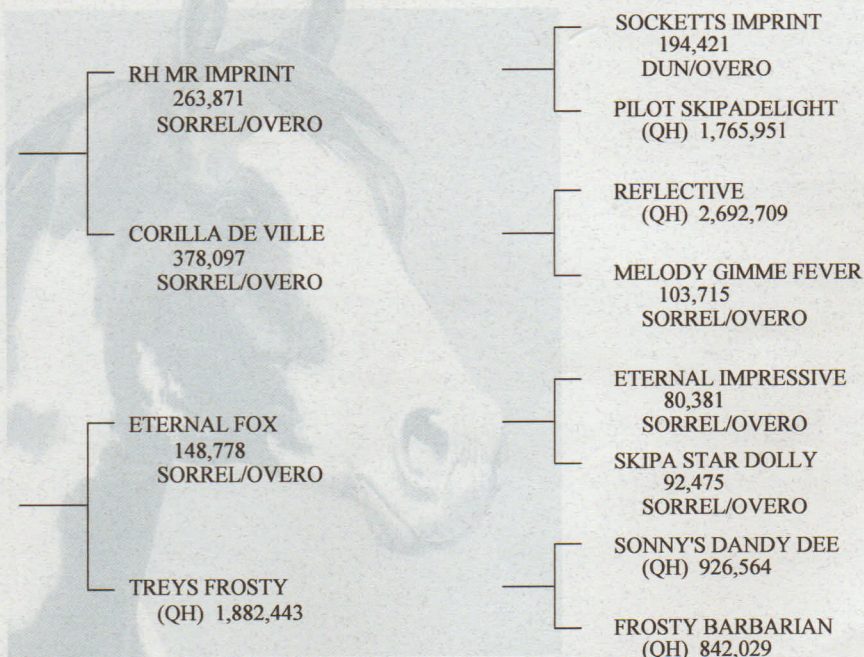 RH MR IMPRINT
263,871
SORREL/OVERO
CORILLA DE VILLE
378,097
SORREL/OVERO
ETERNAL FOX
148,778
SORREL/OVERO
TREYS FROSTY
(QH) 1,882,443
SOCKETTS IMPRINT
194,421
DUN/OVERO
PILOT SKIPADELIGHT
(QH) 1,765,951
REFLECTIVE
(QH) 2,692,709
MELODY GIMME FEVER
103,715
SORREL/OVERO
ETERNAL IMPRESSIVE
80,381
SORREL/OVERO
SKIPA STAR DOLLY
92,475
SORREL/OVERO
SONNY'S DANDY DEE
(QH) 926,564
FROSTY BARBARIAN
(QH) 842,029